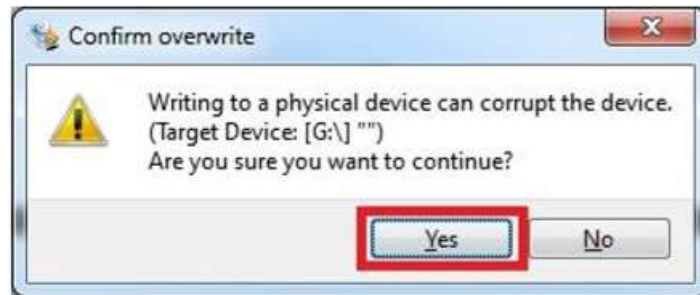 Confirm overwrite
Writing to a physical device can corrupt the device.
(Target Device: [G:\] "")
Are you sure you want to continue?
Yes
No